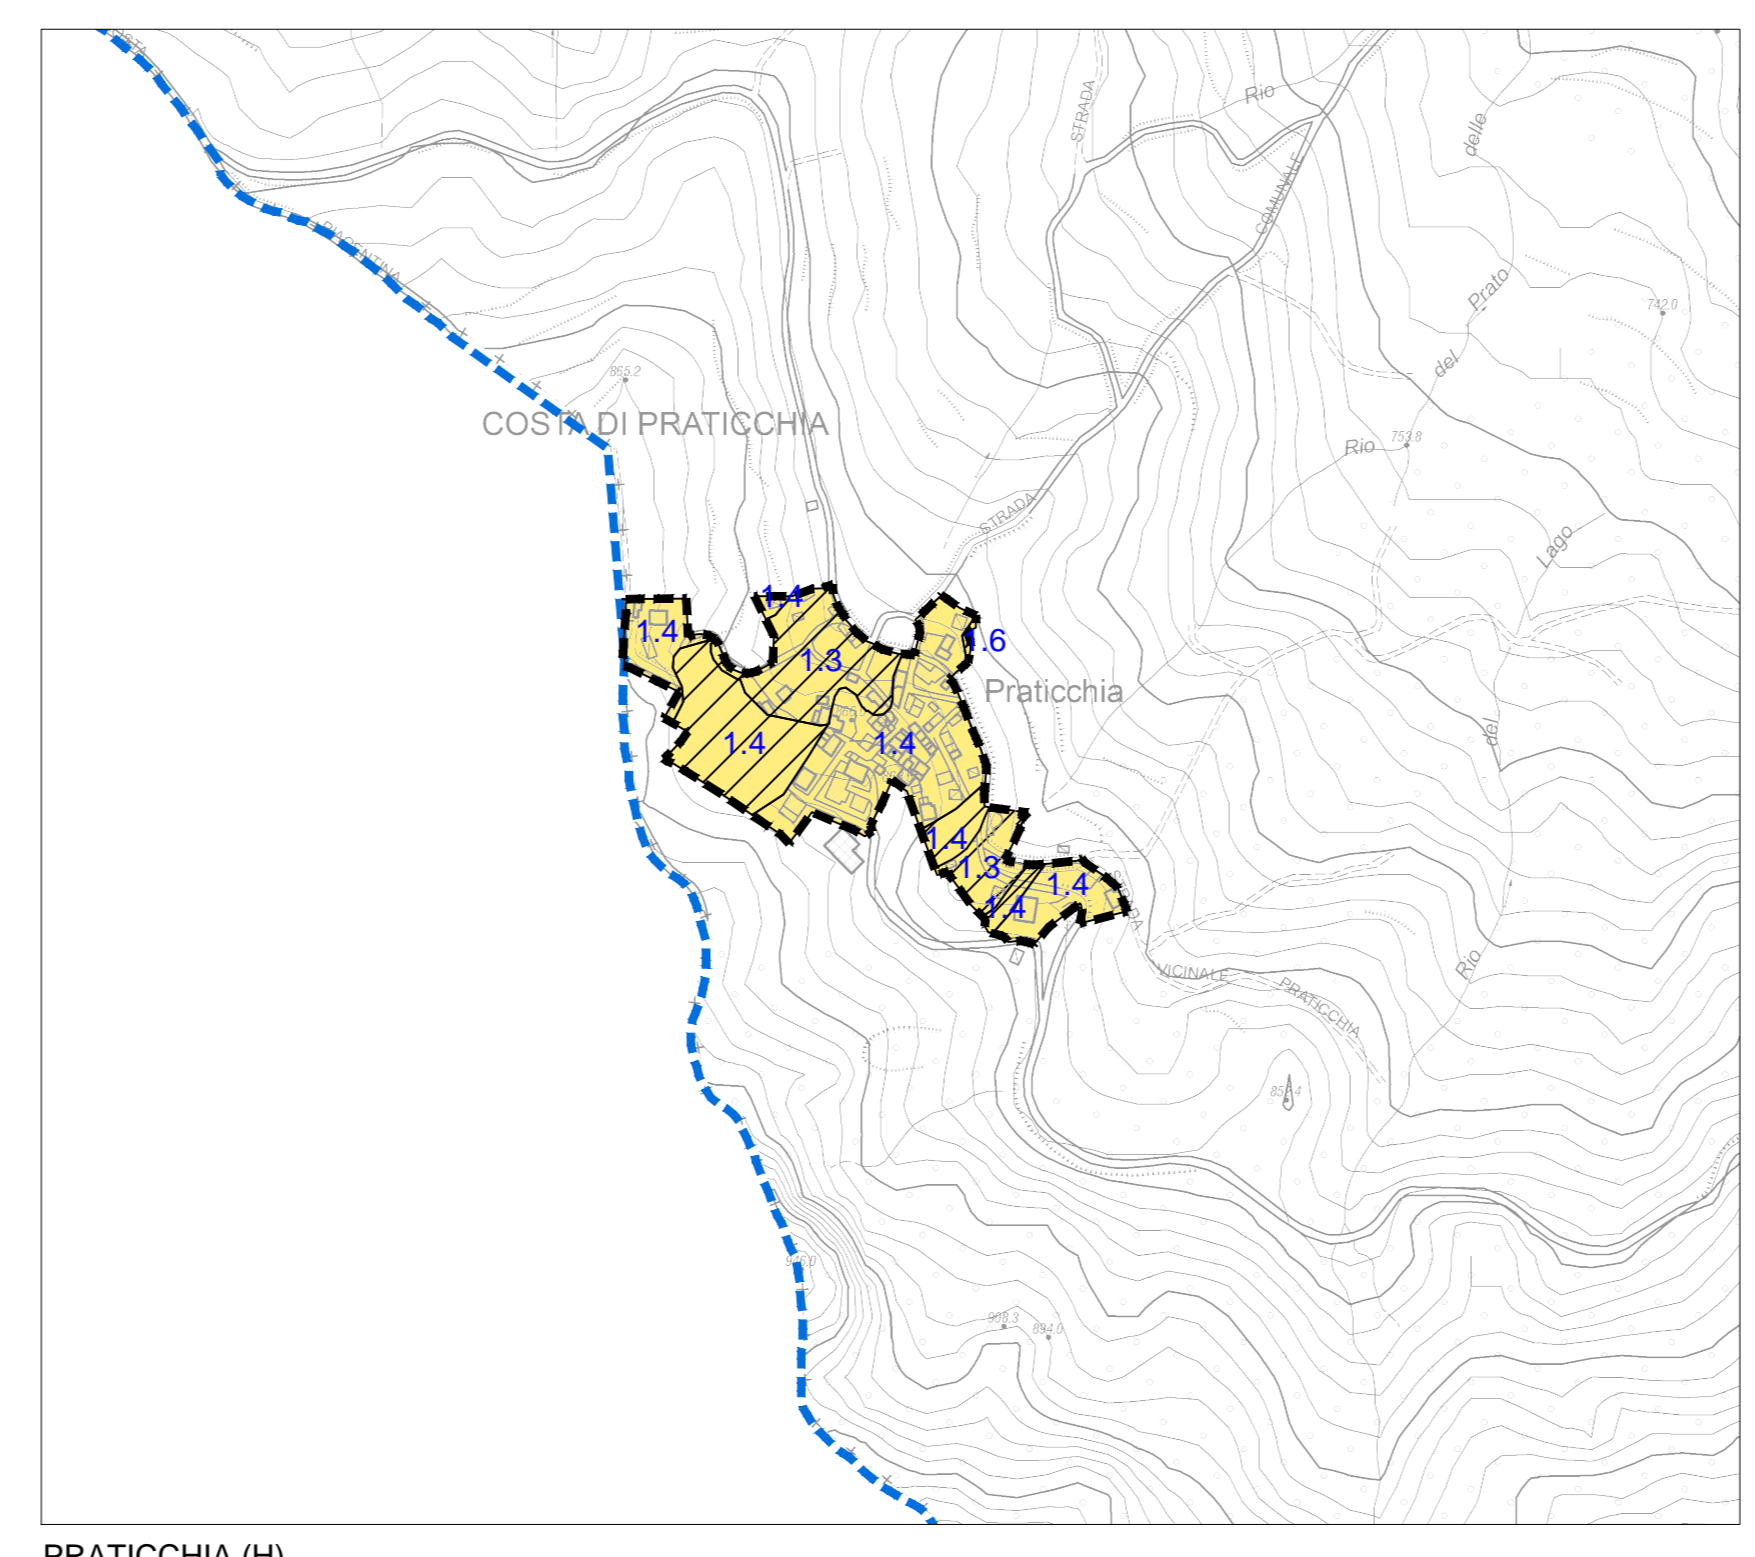 COSTA
PIACENTINA
STRADA
Rio
delle
COMUNALE
Prato
742.0
del
865.2
COSTA DI PRATICCHIA
Rio
753.8
STRADA
Lago
1.4
1.4
1.6
1.3
Praticchia
1.4
1.4
del
1.4
1.3
1.4
1.4
Rio
VICINALE
PRATICCHIA
908.3
894.0
PRATICCHIA (H)